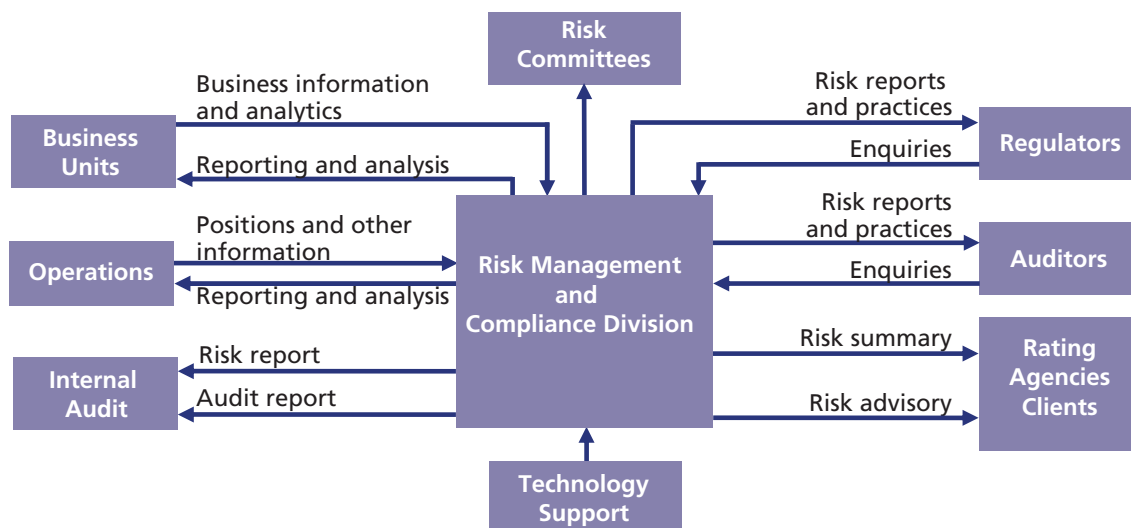 Risk
Committees
Business information
and analytics
Business
Units
Reporting and analysis
Positions and other
information
Operations
Reporting and analysis
Risk report
Internal
Audit
Audit report
Risk Management
and
Compliance Division
Technology
Support
Risk reports
and practices
Regulators
Enquiries
Risk reports
and practices
Auditors
Enquiries
Risk summary
Rating
Agencies
Clients
Risk advisory